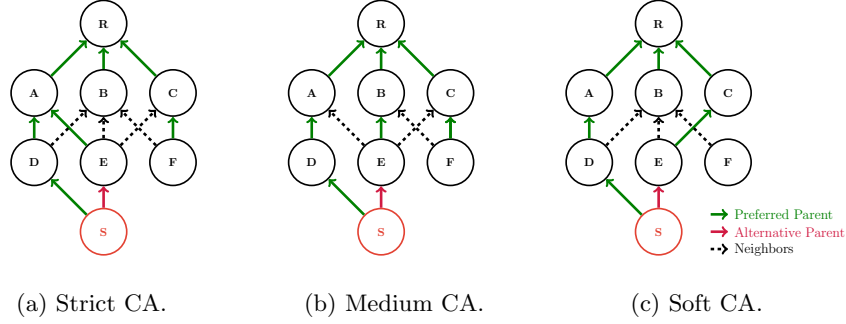 R
R
R
A B C
A B C
A B C
D E F
D E F
D E F
S
S
S
Preferred Parent
Alternative Parent
Neighbors
(a) Strict CA.
(b) Medium CA.
(c) Soft CA.